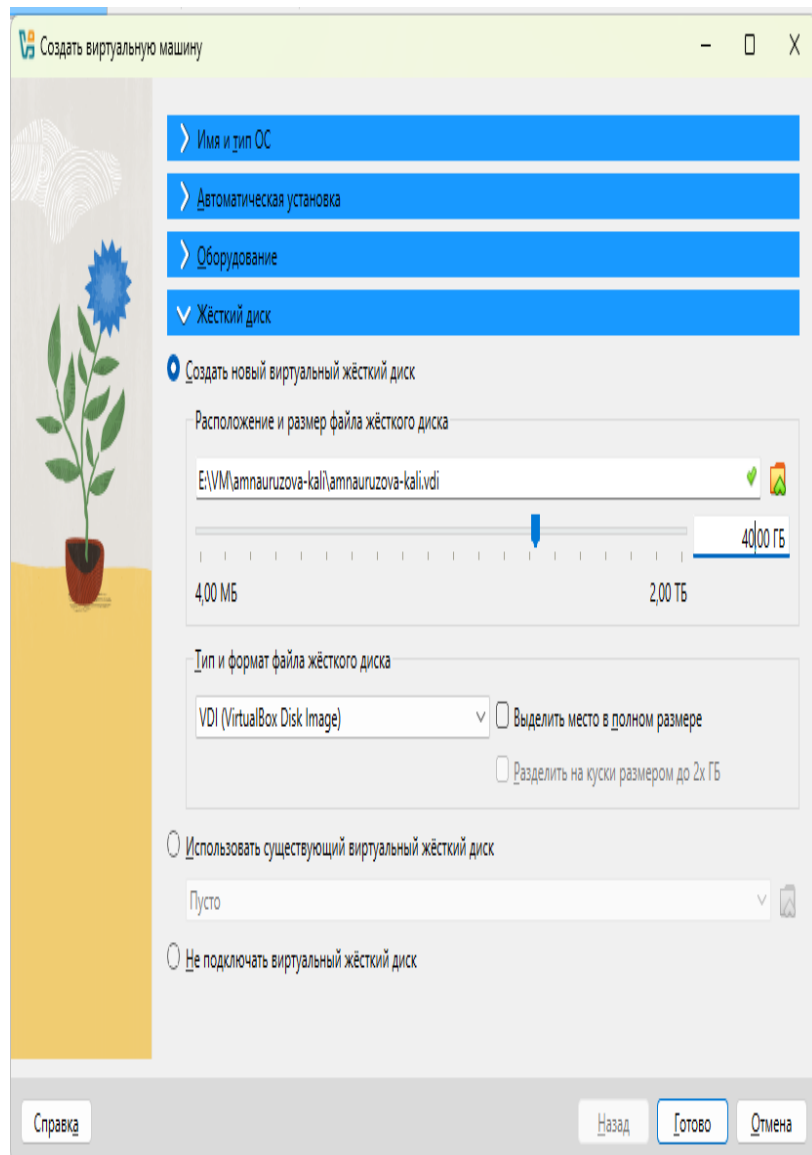 Создать виртуальную машину
Имя и тип ОС
Автоматическая установка
Оборудование
Жёсткий диск
Создать новый виртуальный жёсткий диск
Расположение и размер файла жёсткого диска
E:\VM\amnauruzova-kali\amnauruzova-kali.vdi
40,00 ГБ
4,00 МБ 2,00 ТБ
Тип и формат файла жёсткого диска
VDI (VirtualBox Disk Image) Выделить место в полном размере
Разделить на куски размером до 2х ГБ
Использовать существующий виртуальный жёсткий диск
Пусто
Не подключать виртуальный жёсткий диск
Справка Назад Готово Отмена